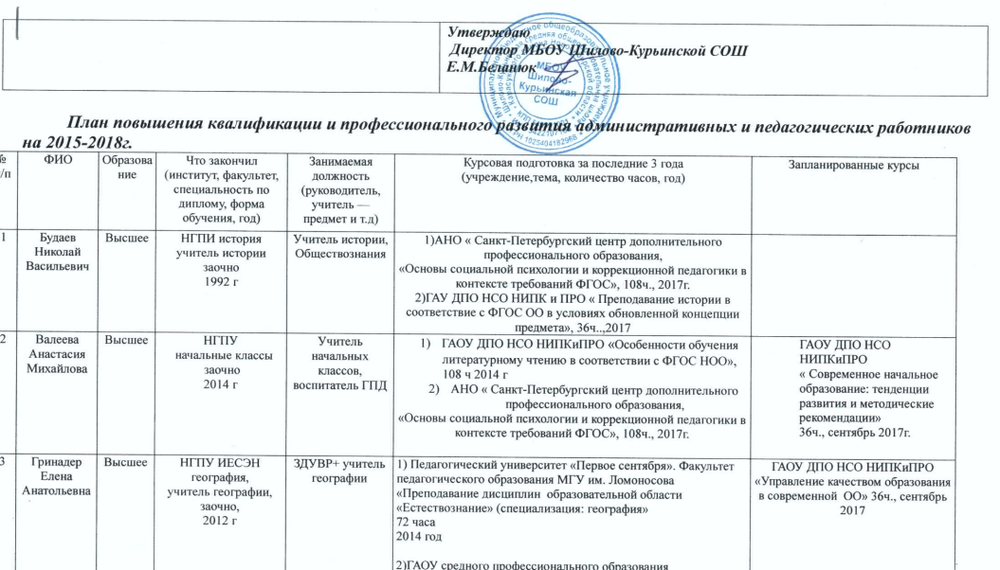 Утверждаю
Директор МБОУ Шилово-Курьинской СОШ
Е.М.Беланюк
МБОУ
Шилово-
Курьинская
СОШ
План повышения квалификации и профессионального развития административных и педагогических работников
на 2015-2018г.
№
/п
ФИО
Образова
ние
Что закончил
(институт, факультет,
специальность по
диплому, форма
обучения, год)
Занимаемая
должность
(руководитель,
учитель —
предмет и т.д)
Курсовая подготовка за последние 3 года
(учреждение,тема, количество часов, год)
Запланированные курсы
1
Будаев
Николай
Васильевич
Высшее
НГПИ история
учитель истории
заочно
1992 г
Учитель истории,
Обществознания
1)АНО « Санкт-Петербургский центр дополнительного
профессионального образования,
«Основы социальной психологии и коррекционной педагогики в
контексте требований ФГОС», 108ч., 2017г.
2)ГАУ ДПО НСО НИПК и ПРО « Преподавание истории в
соответствие с ФГОС ОО в условиях обновленной концепции
предмета», 36ч..,2017
2
Валеева
Анастасия
Михайлова
Высшее
НГПУ
начальные классы
заочно
2014 г
Учитель
начальных
классов,
воспитатель ГПД
1) ГАОУ ДПО НСО НИПКиПРО «Особенности обучения
литературному чтению в соответствии с ФГОС НОО»,
108 ч 2014 г
2) АНО « Санкт-Петербургский центр дополнительного
профессионального образования,
«Основы социальной психологии и коррекционной педагогики в
контексте требований ФГОС», 108ч., 2017г.
ГАОУ ДПО НСО
НИПКиПРО
« Современное начальное
образование: тенденции
развития и методические
рекомендации»
36ч., сентябрь 2017г.
3
Гринадер
Елена
Анатольевна
Высшее
НГПУ ИЕСЭН
география,
учитель географии,
заочно,
2012 г
ЗДУВР+ учитель
географии
1) Педагогический университет «Первое сентября». Факультет
педагогического образования МГУ им. Ломоносова
«Преподавание дисциплин образовательной области
«Естествознание» (специализация: география»
72 часа
2014 год
2)ГАОУ средного профессионального образования
ГАОУ ДПО НСО НИПКиПРО
«Управление качеством образования
в современной ОО» 36ч., сентябрь
2017